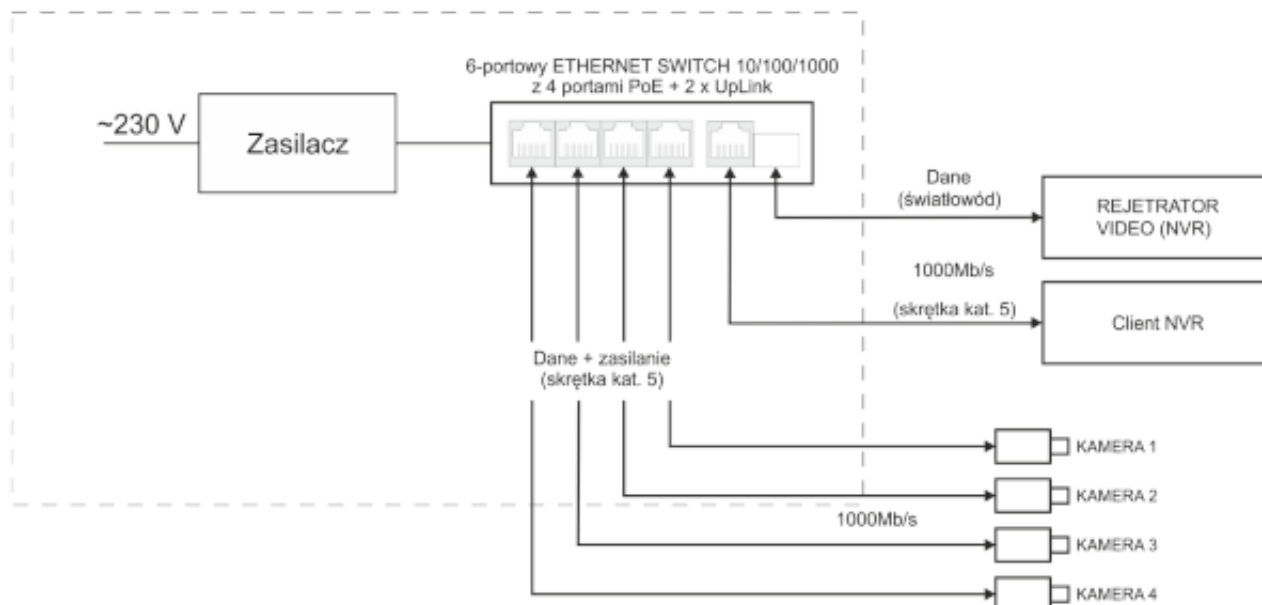 6-portowy ETHERNET SWITCH 10/100/1000
z 4 portami PoE + 2 x UpLink
~230 V
Zasilacz
Dane
(światłowód)
REJETRATOR
VIDEO (NVR)
1000Mb/s
(skrętka kat. 5)
Client NVR
Dane + zasilanie
(skrętka kat. 5)
KAMERA 1
KAMERA 2
1000Mb/s
KAMERA 3
KAMERA 4